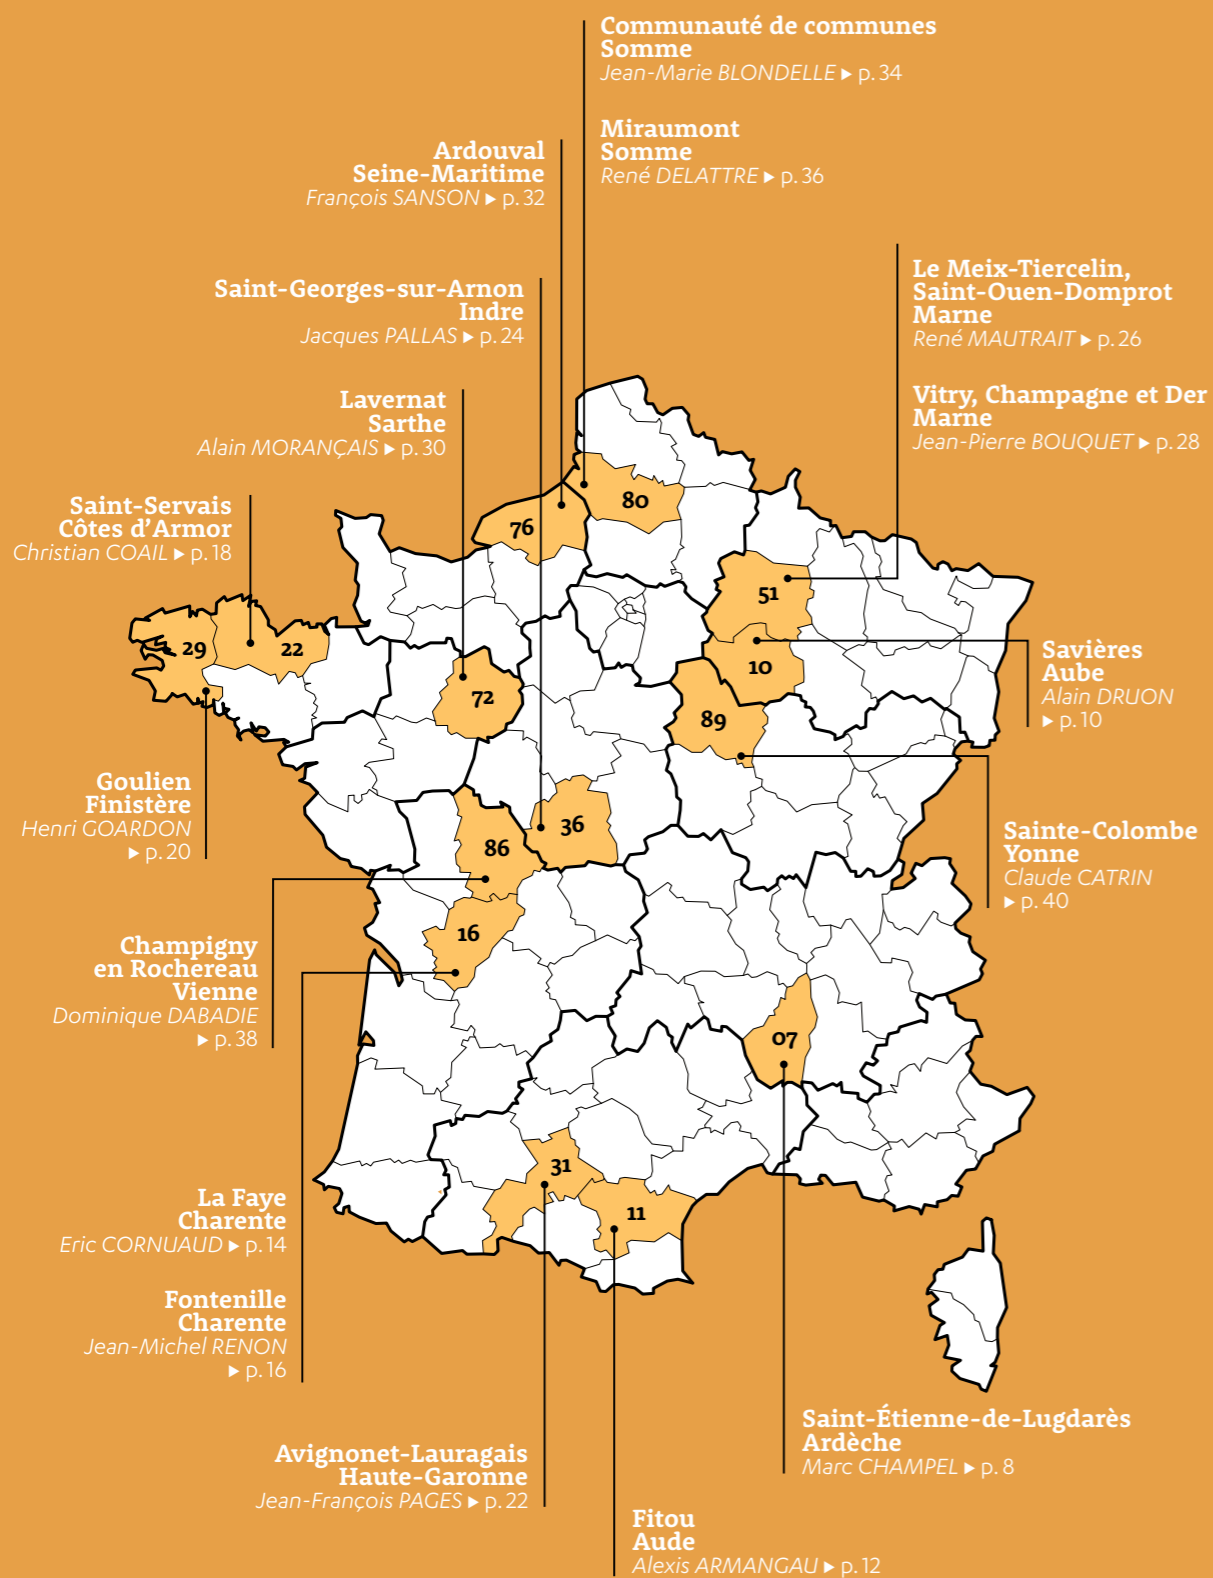 Communauté de communes
Somme
Jean-Marie BLONDELLE ▶ p. 34
Miraumont
Somme
René DELATTRE ▶ p. 36
Ardouval
Seine-Maritime
François SANSON ▶ p. 32
Le Meix-Tiercelin,
Saint-Ouen-Domprot
Marne
René MAUTRAIT ▶ p. 26
Saint-Georges-sur-Arnon
Indre
Jacques PALLAS ▶ p. 24
Vitry, Champagne et Der
Marne
Jean-Pierre BOUQUET ▶ p. 28
Lavernat
Sarthe
Alain MORANÇAIS ▶ p. 30
Saint-Servais
Côtes d'Armor
Christian COAIL ▶ p. 18
80
76
51
29
22
10
72
89
Savières
Aube
Alain DRUON
▶ p. 10
Goulien
Finistère
Henri GOARDON
▶ p. 20
36
86
Sainte-Colombe
Yonne
Claude CATRIN
▶ p. 40
16
Champigny
en Rochereau
Vienne
Dominique DABADIE
▶ p. 38
07
31
11
La Faye
Charente
Eric CORNUAUD ▶ p. 14
Fontenille
Charente
Jean-Michel RENON
▶ p. 16
Saint-Étienne-de-Lugdarès
Ardèche
Marc CHAMPEL ▶ p. 8
Avignonet-Lauragais
Haute-Garonne
Jean-François PAGES ▶ p. 22
Fitou
Aude
Alexis ARMANGAU ▶ p. 12